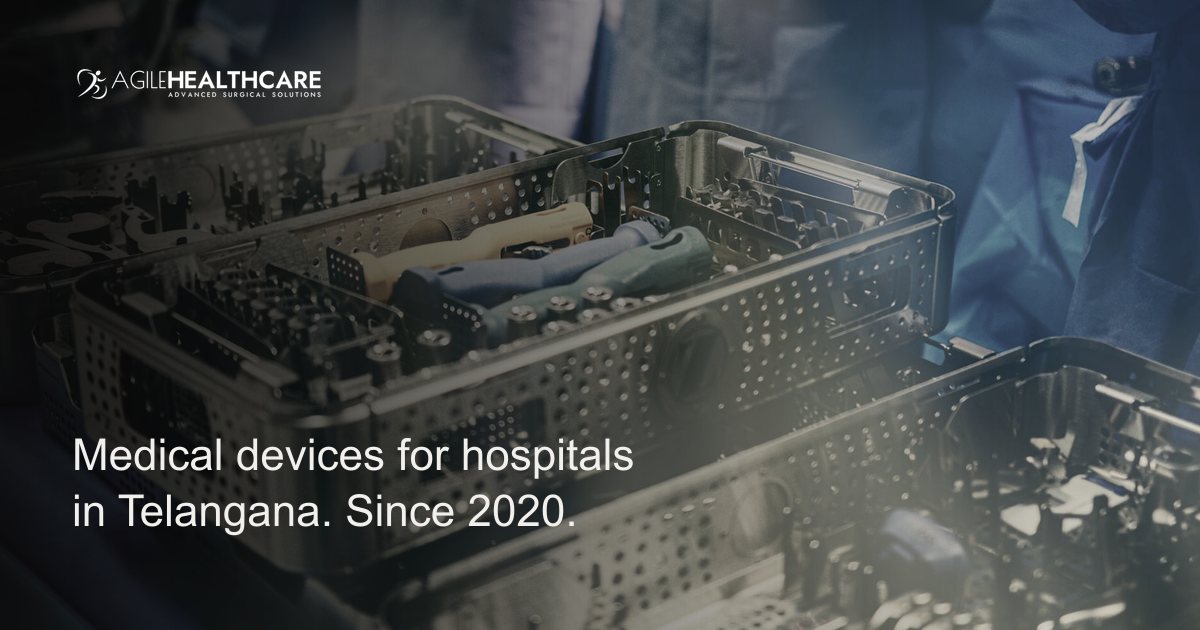 AGILEHEALTHCARE
ADVANCED SURGICAL SOLUTIONS
Medical devices for hospitals
in Telangana. Since 2020.